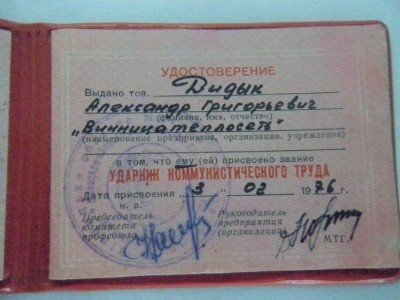 УДОСТОВЕРЕНИЕ
Выдано тов. Дидык
Александр Григорьевич
(фамилия, имя, отчество)
„Винницатеплосеть"
(наименование предприятия, организации, учреждения)
в том, что ему (ей) присвоено звание
УДАРНИК КОММУНИСТИЧЕСКОГО ТРУДА
Дата присвоения 3 02 1976 г.
м. п.
Председатель комитета профсоюза
Руководитель предприятия (организации)
МТГ.